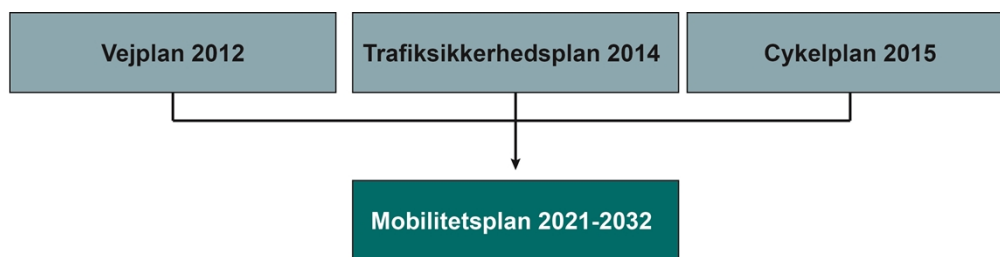 Vejplan 2012
Trafiksikkerhedsplan 2014
Cykelplan 2015
Mobilitetsplan 2021-2032